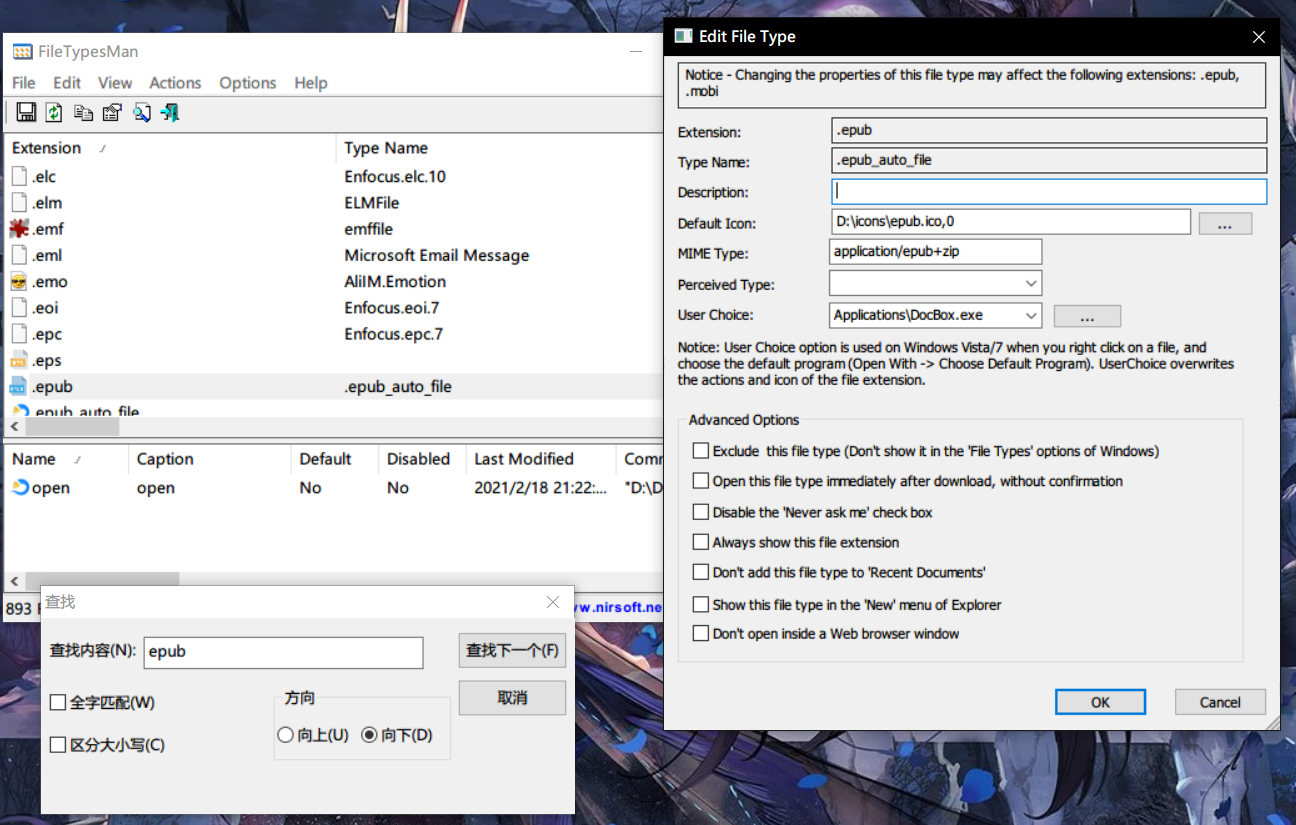 FileTypesMan
File Edit View Actions Options Help
Extension Type Name
.elc Enfocus.elc.10
.elm ELMFile
.emf emffile
.eml Microsoft Email Message
.emo AliIM.Emotion
.eoi Enfocus.eoi.7
.epc Enfocus.epc.7
.eps
.epub .epub_auto_file
.epub_auto_file
Name Caption Default Disabled Last Modified Comm
open open No No 2021/2/18 21:22:... "D:\D
893 F
w.nirsoft.ne
查找
查找内容(N): epub 查找下一个(F)
全字匹配(W) 方向 取消
向上(U) 向下(D)
区分大小写(C)
Edit File Type
Notice - Changing the properties of this file type may affect the following extensions: .epub,
.mobi
Extension: .epub
Type Name: .epub_auto_file
Description:
Default Icon: D:\icons\epub.ico,0 ...
MIME Type: application/epub+zip
Perceived Type:
User Choice: Applications\DocBox.exe ...
Notice: User Choice option is used on Windows Vista/7 when you right click on a file, and
choose the default program (Open With -> Choose Default Program). UserChoice overwrites
the actions and icon of the file extension.
Advanced Options
Exclude this file type (Don't show it in the 'File Types' options of Windows)
Open this file type immediately after download, without confirmation
Disable the 'Never ask me' check box
Always show this file extension
Don't add this file type to 'Recent Documents'
Show this file type in the 'New' menu of Explorer
Don't open inside a Web browser window
OK Cancel